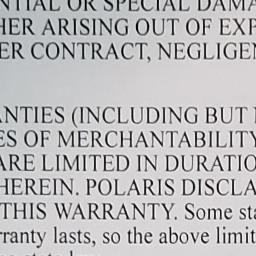 NTIAL OR SPECIAL DAMA
HER ARISING OUT OF EXP
ER CONTRACT, NEGLIGEN
ANTIES (INCLUDING BUT
ES OF MERCHANTABILITY
ARE LIMITED IN DURATIO
HEREIN. POLARIS DISCLA
THIS WARRANTY. Some sta
rranty lasts, so the above limit